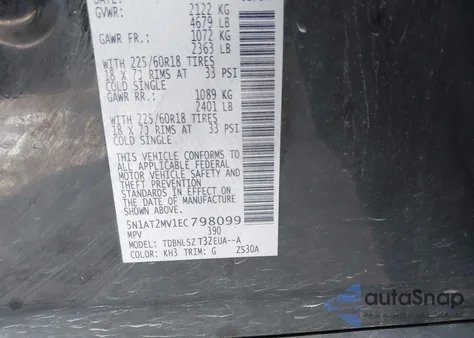 GVWR: 2122 KG
4679 LB
GAWR FR.: 1072 KG
2363 LB
WITH 225/60R18 TIRES
18 X 7J RIMS AT 33 PSI
COLD SINGLE
GAWR RR.: 1089 KG
2401 LB
WITH 225/60R18 TIRES
18 X 7J RIMS AT 33 PSI
COLD SINGLE
THIS VEHICLE CONFORMS TO
ALL APPLICABLE FEDERAL
MOTOR VEHICLE SAFETY AND
THEFT PREVENTION
STANDARDS IN EFFECT ON
THE DATE OF MANUFACTURE
SHOWN ABOVE.
5N1AT2MV1EC798099
MPV 390
MODEL: TDBNLSZ T32EUA--A
COLOR: KH3 TRIM: G ZS30A
autoSnap